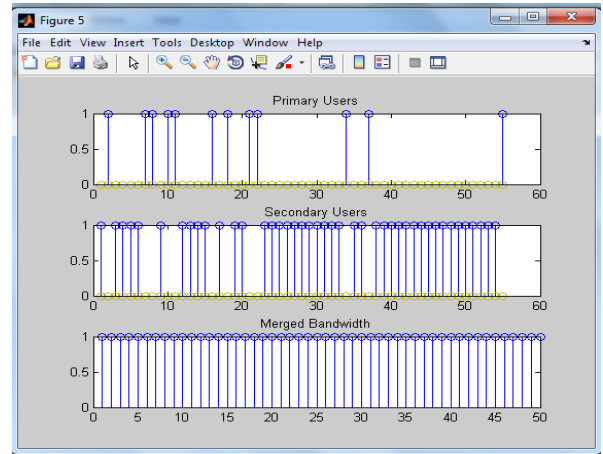 Figure 5
File Edit View Insert Tools Desktop Window Help
Primary Users
1
0.5
0
0 10 20 30 40 50 60
Secondary Users
1
0.5
0
0 10 20 30 40 50 60
Merged Bandwidth
1
0.5
0
0 5 10 15 20 25 30 35 40 45 50